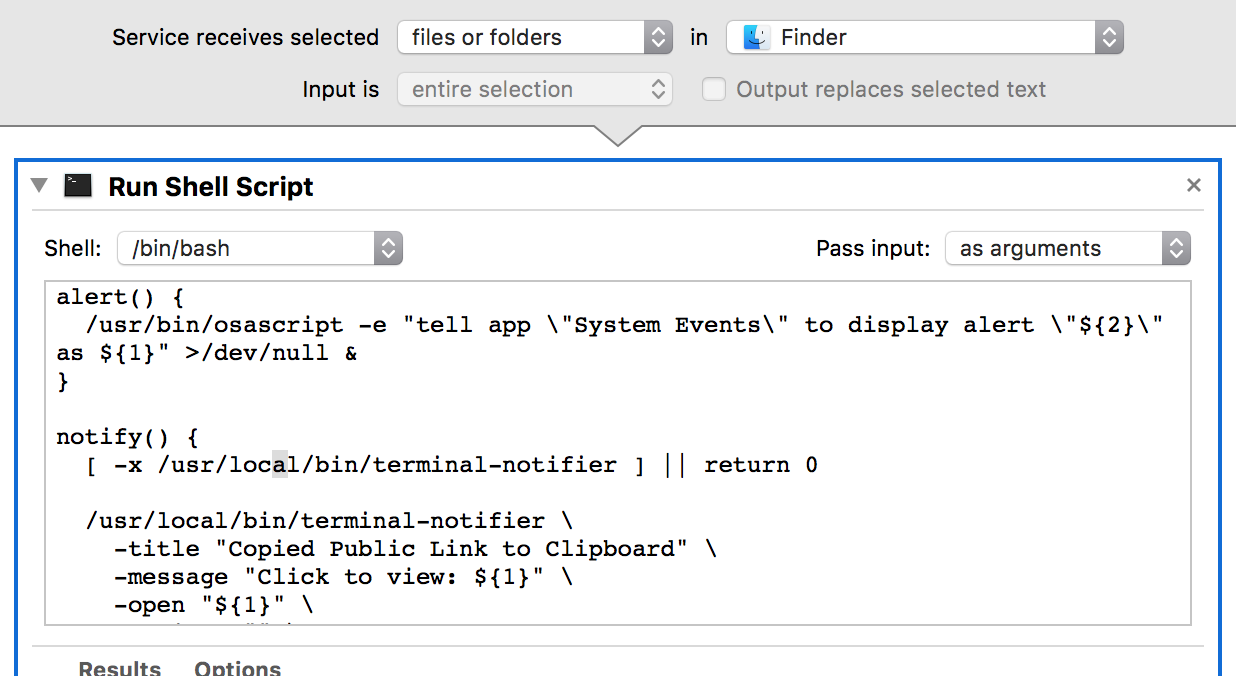 Service receives selected files or folders in Finder
Input is entire selection Output replaces selected text
Run Shell Script
Shell: /bin/bash Pass input: as arguments
alert() {
  /usr/bin/osascript -e "tell app \"System Events\" to display alert \"${2}\"
as ${1}" >/dev/null &
}

notify() {
  [ -x /usr/local/bin/terminal-notifier ] || return 0

  /usr/local/bin/terminal-notifier \
    -title "Copied Public Link to Clipboard" \
    -message "Click to view: ${1}" \
    -open "${1}" \
Results Options